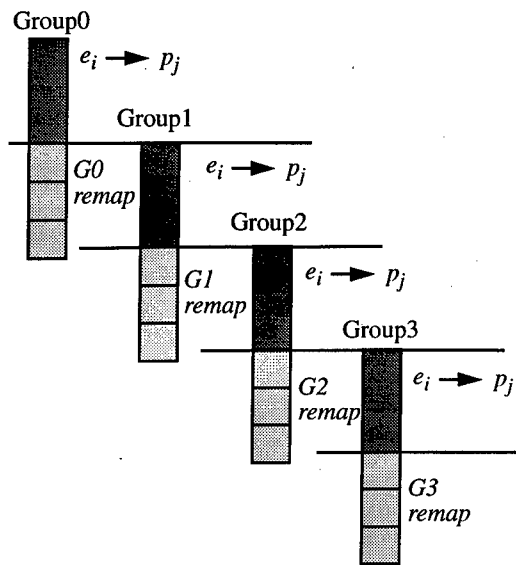 Group0
e_i → p_j
Group1
G0
remap
e_i → p_j
Group2
G1
remap
e_i → p_j
Group3
G2
remap
e_i → p_j
G3
remap